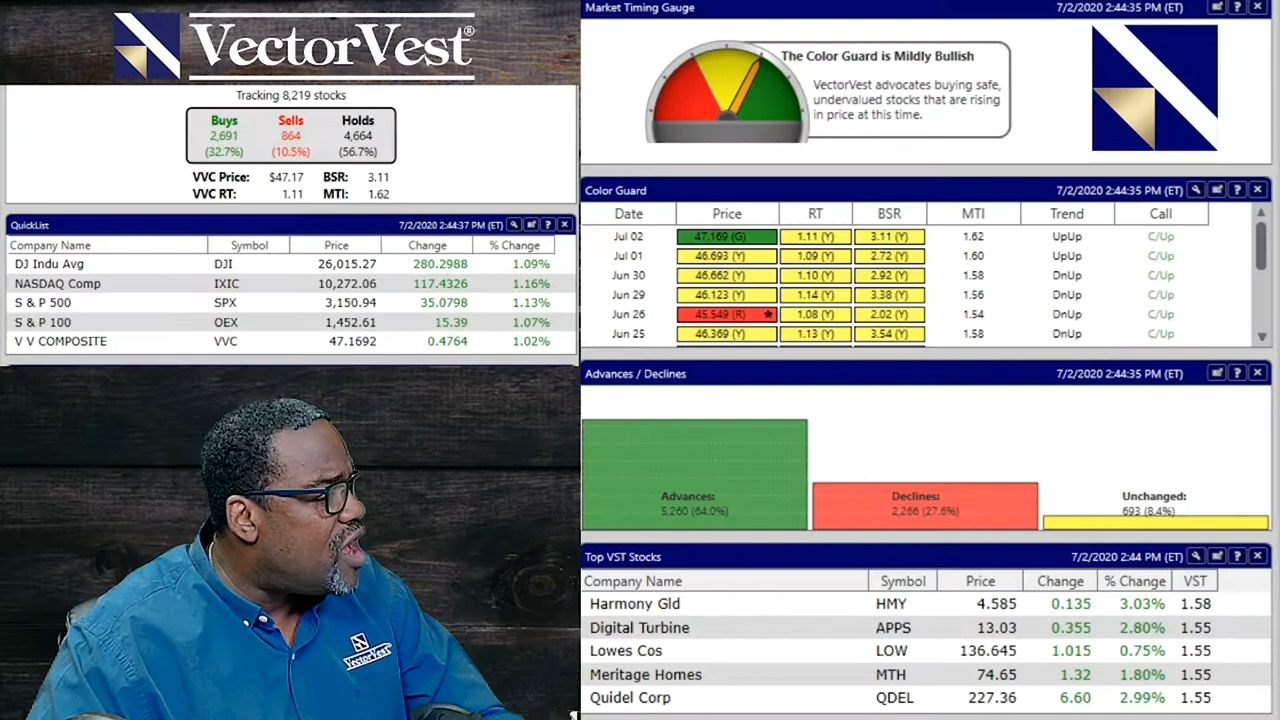 VectorVest®
Tracking 8,219 stocks
Buys Sells Holds
2,691 864 4,664
(32.7%) (10.5%) (56.7%)
VVC Price: $47.17 BSR: 3.11
VVC RT: 1.11 MTI: 1.62
QuickList 7/2/2020 2:44:37 PM (ET) ?
Company Name Symbol Price Change % Change
DJ Indu Avg DJI 26,015.27 280.2988 1.09%
NASDAQ Comp IXIC 10,272.06 117.4326 1.16%
S & P 500 SPX 3,150.94 35.0798 1.13%
S & P 100 OEX 1,452.61 15.39 1.07%
V V COMPOSITE VVC 47.1692 0.4764 1.02%
VectorVest
Market Timing Gauge 7/2/2020 2:44:35 PM (ET) ?
The Color Guard is Mildly Bullish
VectorVest advocates buying safe,
undervalued stocks that are rising
in price at this time.
Color Guard 7/2/2020 2:44:35 PM (ET) ?
Date Price RT BSR MTI Trend Call
Jul 02 47.169 (G) 1.11 (Y) 3.11 (Y) 1.62 UpUp C/Up
Jul 01 46.693 (Y) 1.09 (Y) 2.72 (Y) 1.60 UpUp C/Up
Jun 30 46.662 (Y) 1.10 (Y) 2.92 (Y) 1.58 DnUp C/Up
Jun 29 46.123 (Y) 1.14 (Y) 3.38 (Y) 1.56 DnUp C/Up
Jun 26 45.549 (R) ★ 1.08 (Y) 2.02 (Y) 1.54 DnUp C/Up
Jun 25 46.369 (Y) 1.13 (Y) 3.54 (Y) 1.58 DnUp C/Up
Advances / Declines 7/2/2020 2:44:35 PM (ET) ?
Advances: Declines: Unchanged:
5,260 (64.0%) 2,266 (27.6%) 693 (8.4%)
Top VST Stocks 7/2/2020 2:44 PM (ET) ?
Company Name Symbol Price Change % Change VST
Harmony Gld HMY 4.585 0.135 3.03% 1.58
Digital Turbine APPS 13.03 0.355 2.80% 1.55
Lowes Cos LOW 136.645 1.015 0.75% 1.55
Meritage Homes MTH 74.65 1.32 1.80% 1.55
Quidel Corp QDEL 227.36 6.60 2.99% 1.55